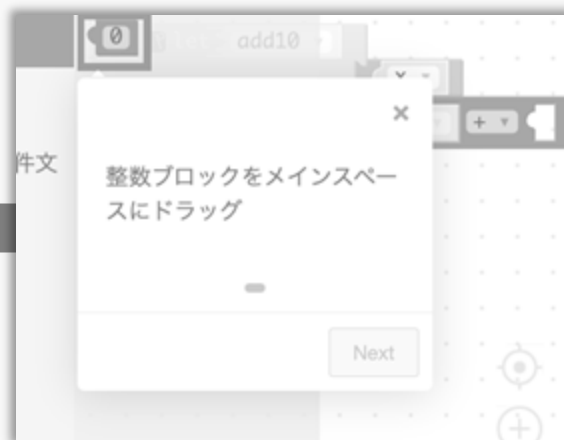 0
add10
x
+
件文
×
整数ブロックをメインスペー
スにドラッグ
Next